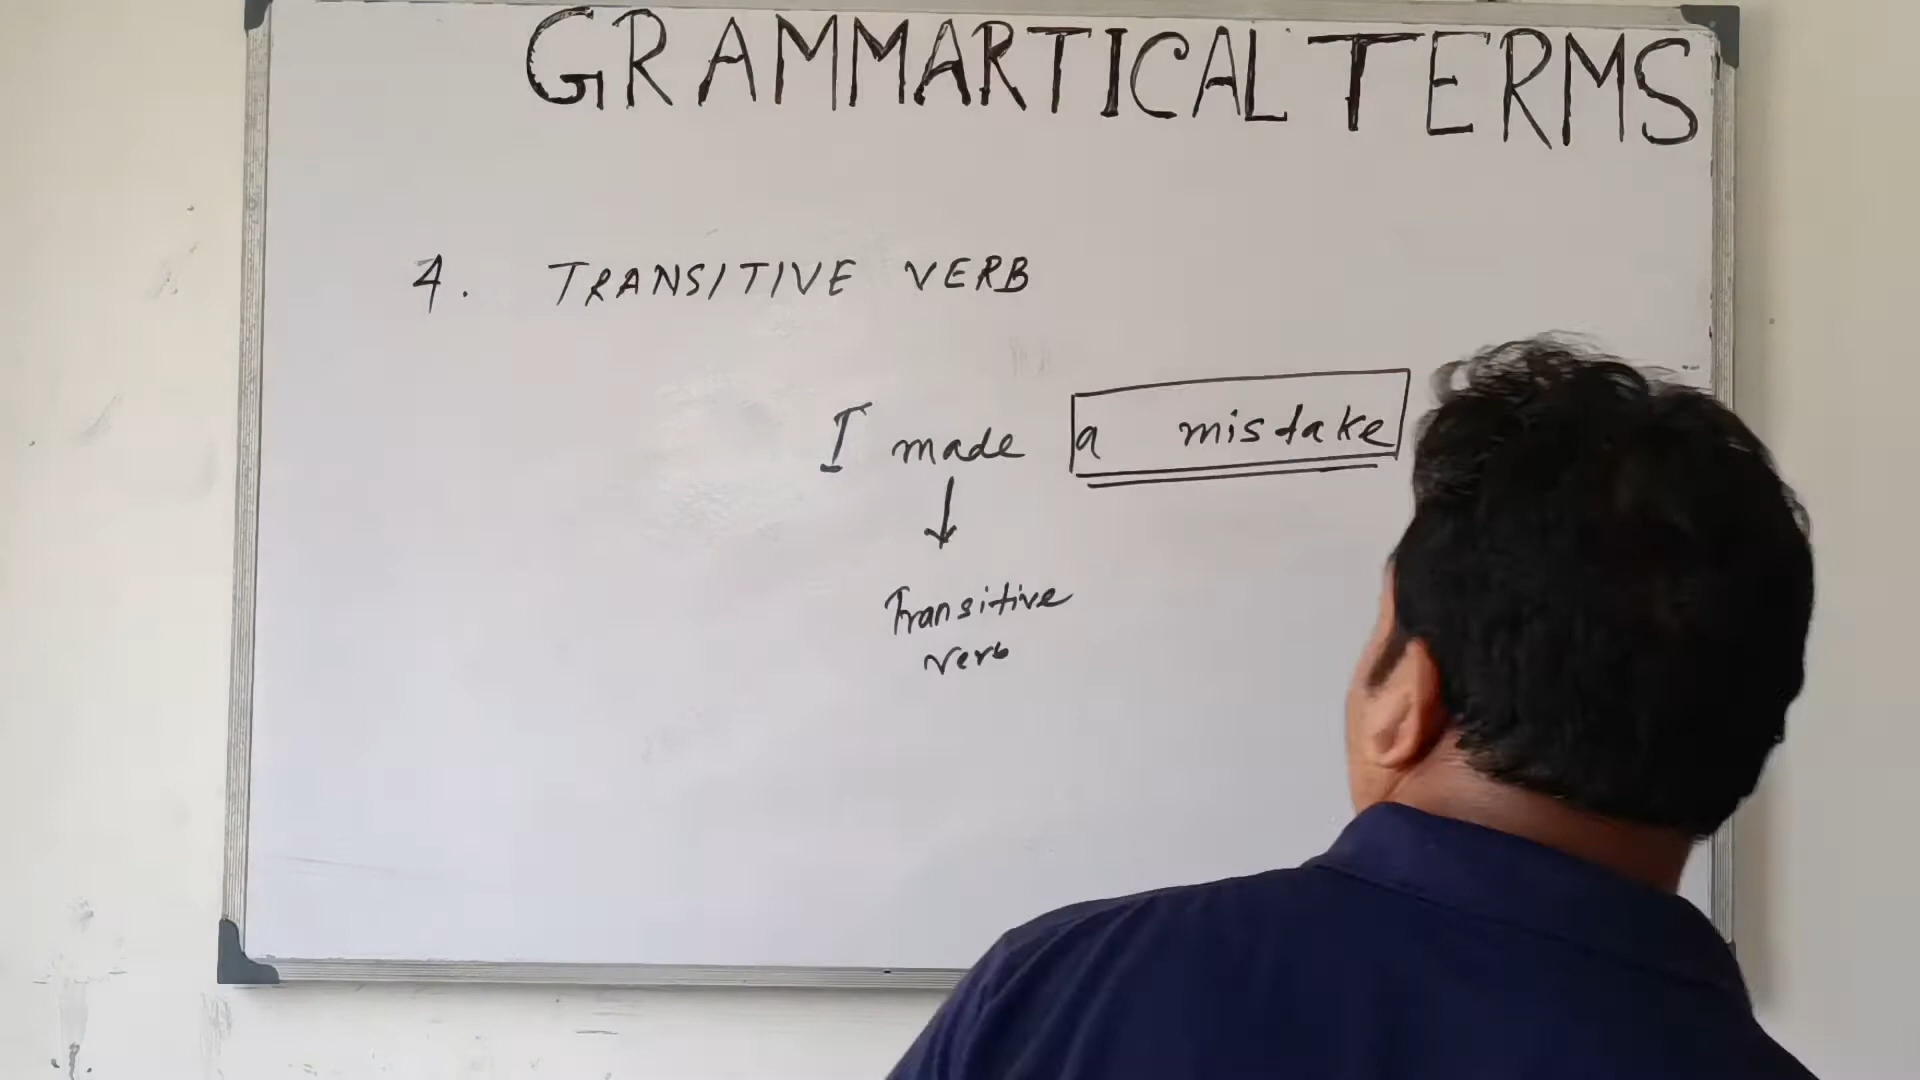 GRAMMARTICAL TERMS
4. TRANSITIVE VERB
I made a mistake
Transitive
verb